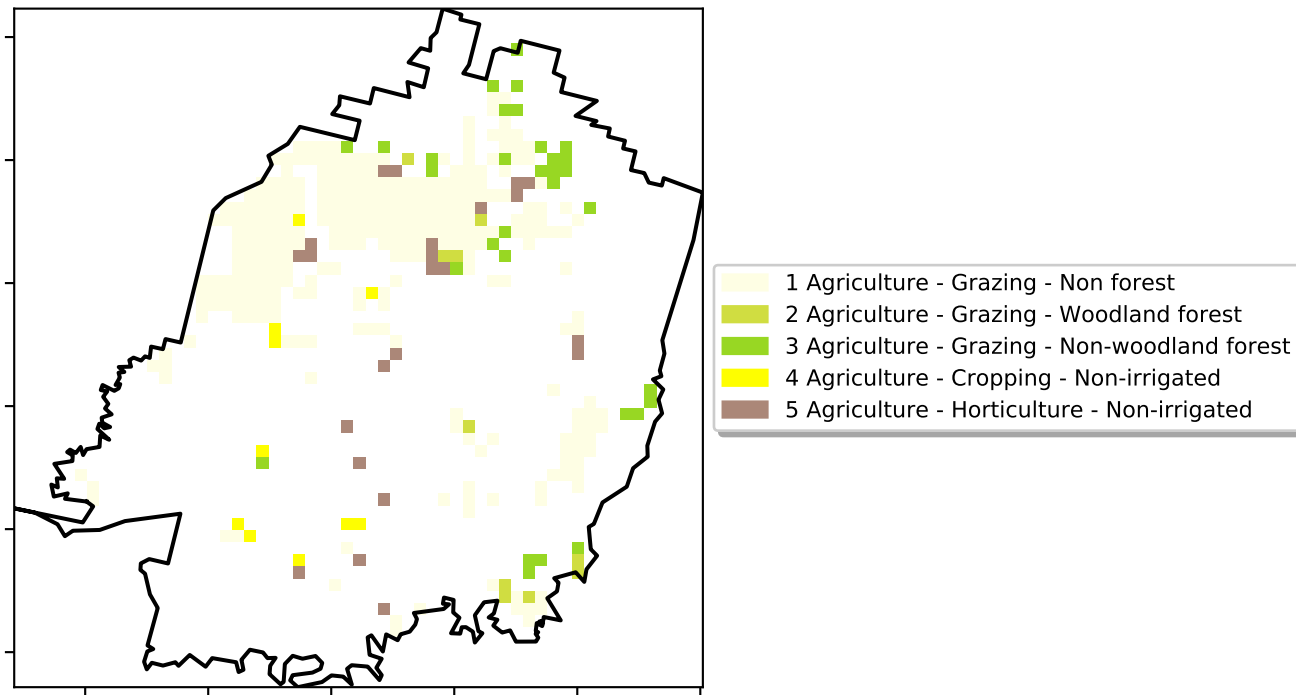 1 Agriculture - Grazing - Non forest
2 Agriculture - Grazing - Woodland forest
3 Agriculture - Grazing - Non-woodland forest
4 Agriculture - Cropping - Non-irrigated
5 Agriculture - Horticulture - Non-irrigated